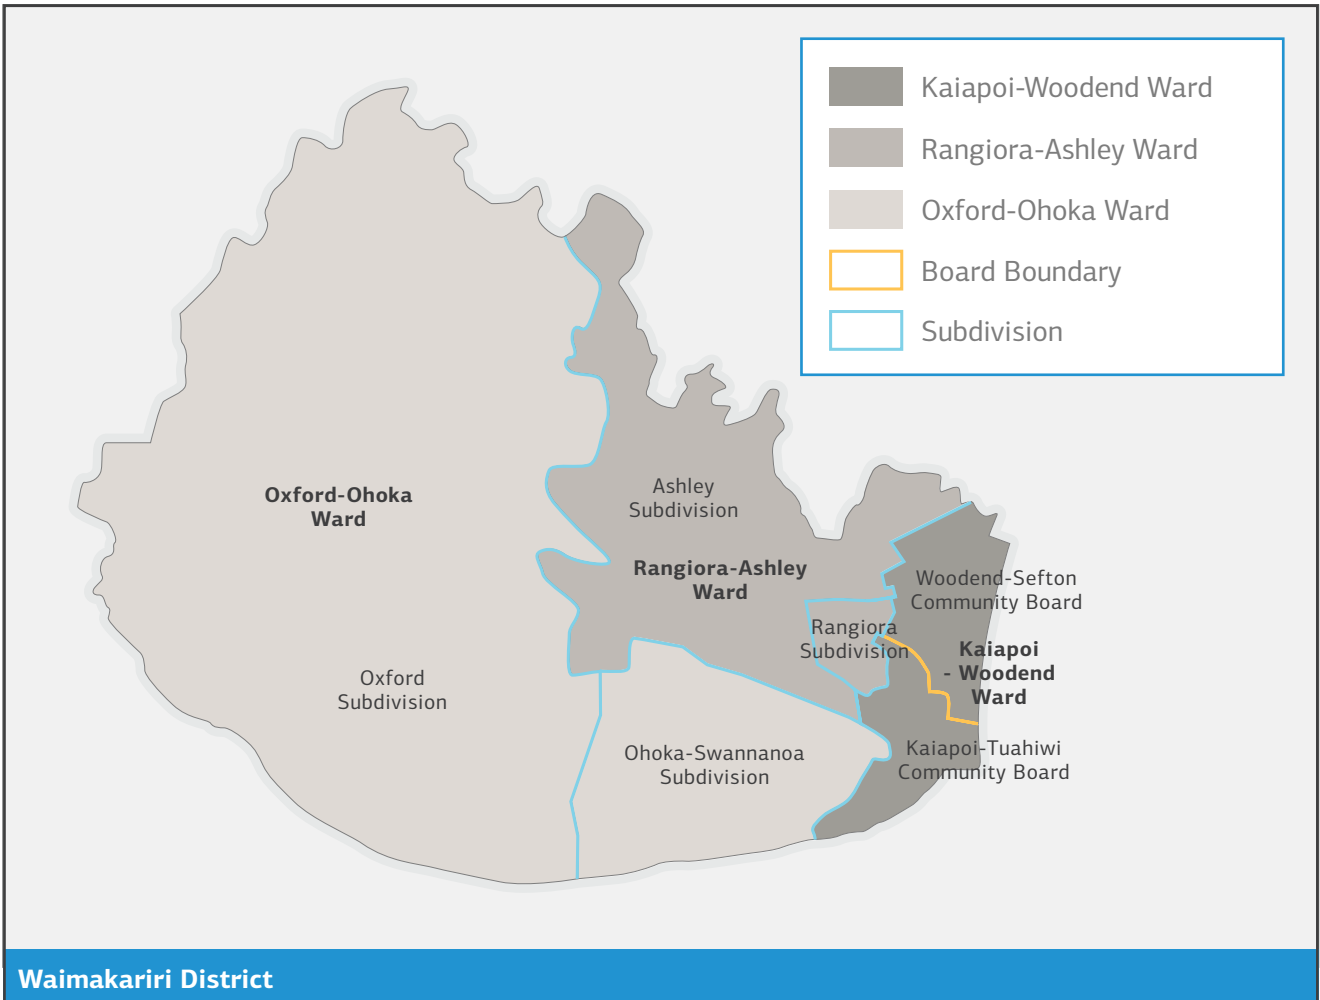 Kaiapoi-Woodend Ward
Rangiora-Ashley Ward
Oxford-Ohoka Ward
Board Boundary
Subdivision
Oxford-Ohoka
Ward
Ashley
Subdivision
Rangiora-Ashley
Ward
Woodend-Sefton
Community Board
Rangiora
Subdivision
Kaiapoi
- Woodend
Ward
Oxford
Subdivision
Ohoka-Swannanoa
Subdivision
Kaiapoi-Tuahiwi
Community Board
Waimakariri District